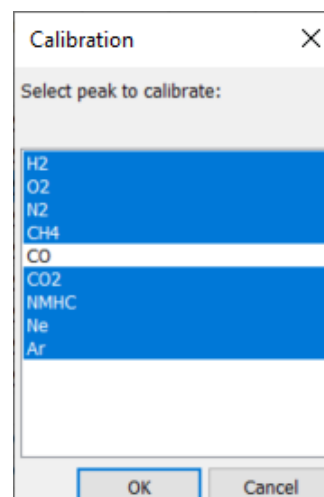 Calibration
Select peak to calibrate:
H2
O2
N2
CH4
CO
CO2
NMHC
Ne
Ar
OK Cancel